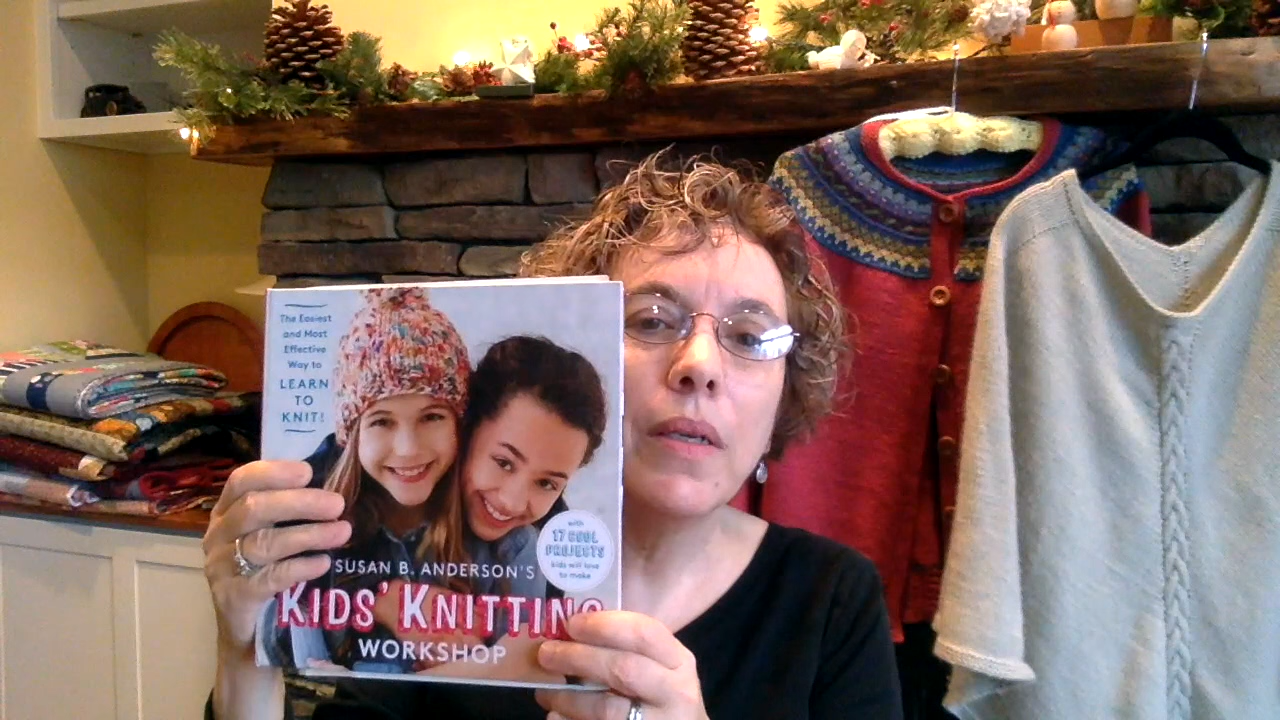 The Easiest
and Most
Effective
Way to
LEARN
TO
KNIT!
with
17 COOL
PROJECTS
kids will love
to make
SUSAN B. ANDERSON'S
KIDS' KNITTING
WORKSHOP